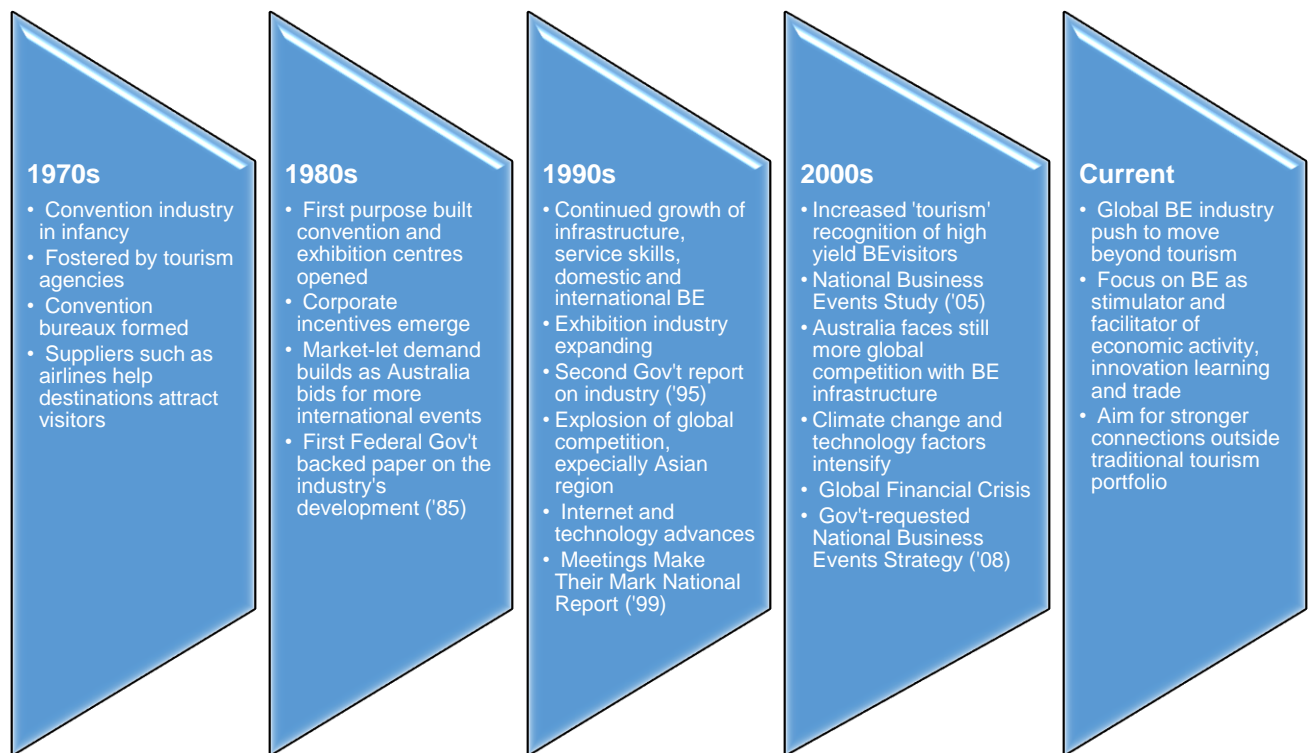 1970s
• Convention industry
in infancy
• Fostered by tourism
agencies
• Convention
bureaux formed
• Suppliers such as
airlines help
destinations attract
visitors
1980s
• First purpose built
convention and
exhibition centres
opened
• Corporate
incentives emerge
• Market-let demand
builds as Australia
bids for more
international events
• First Federal Gov't
backed paper on the
industry's
development ('85)
1990s
• Continued growth of
infrastructure,
service skills,
domestic and
international BE
• Exhibition industry
expanding
• Second Gov't report
on industry ('95)
• Explosion of global
competition,
expecially Asian
region
• Internet and
technology advances
• Meetings Make
Their Mark National
Report ('99)
2000s
• Increased 'tourism'
recognition of high
yield BEvisitors
• National Business
Events Study ('05)
• Australia faces still
more global
competition with BE
infrastructure
• Climate change and
technology factors
intensify
• Global Financial Crisis
• Gov't-requested
National Business
Events Strategy ('08)
Current
• Global BE industry
push to move
beyond tourism
• Focus on BE as
stimulator and
facilitator of
economic activity,
innovation learning
and trade
• Aim for stronger
connections outside
traditional tourism
portfolio